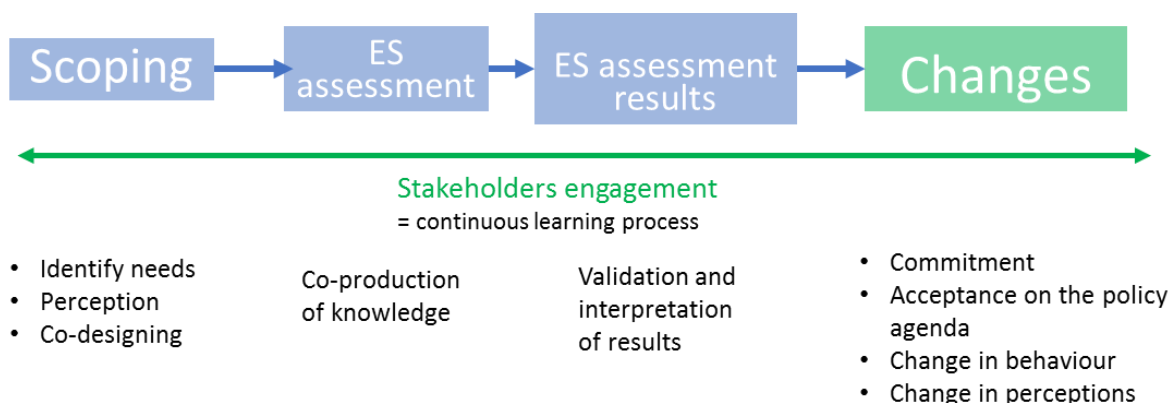 Scoping
ES
assessment
ES assessment
results
Changes
Stakeholders engagement
= continuous learning process
• Identify needs
• Perception
• Co-designing
Co-production
of knowledge
Validation and
interpretation
of results
• Commitment
• Acceptance on the policy
agenda
• Change in behaviour
• Change in perceptions